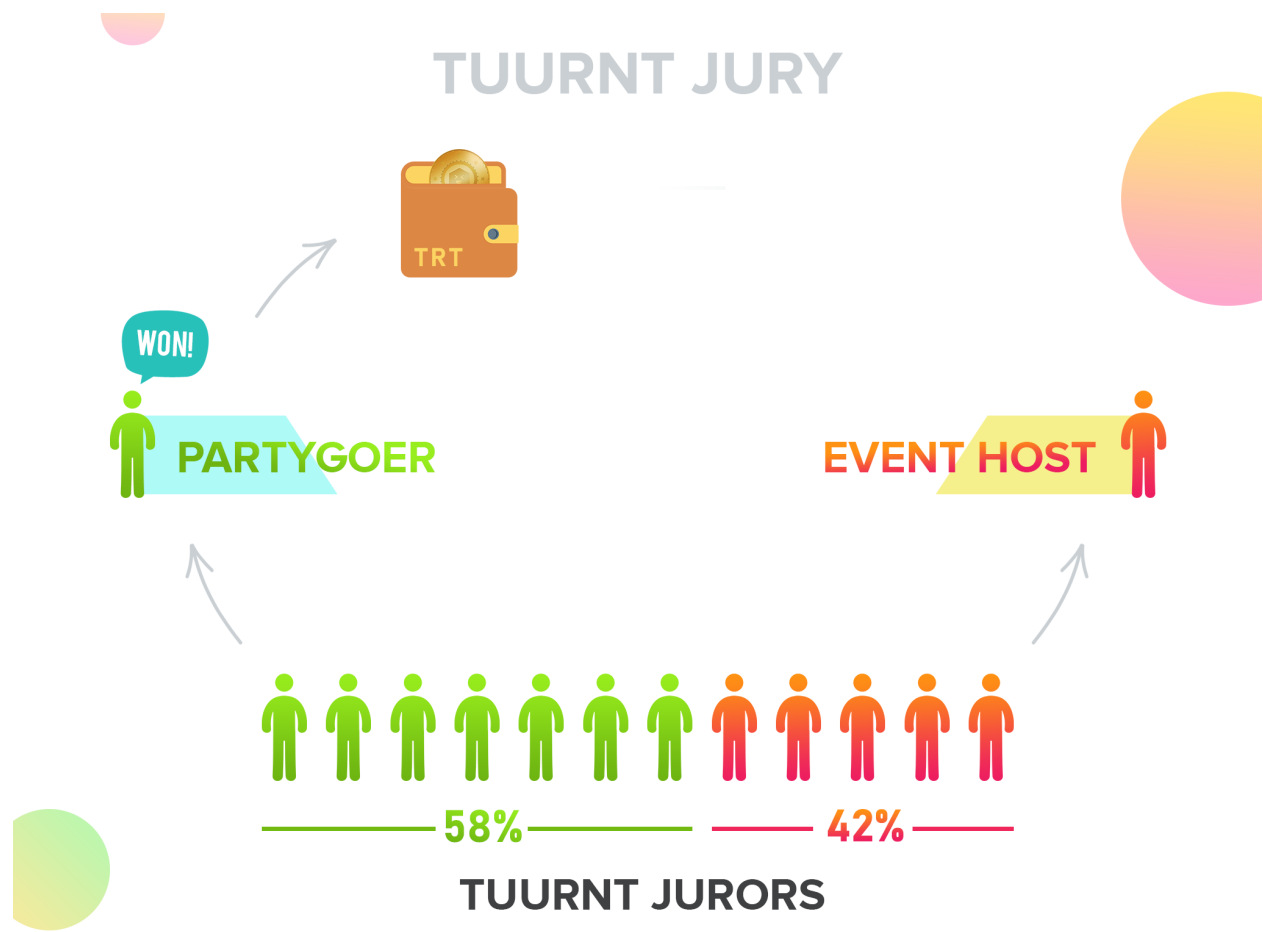 TUURNT JURY
TRT
WON!
PARTYGOER
EVENT HOST
58%
42%
TUURNT JURORS